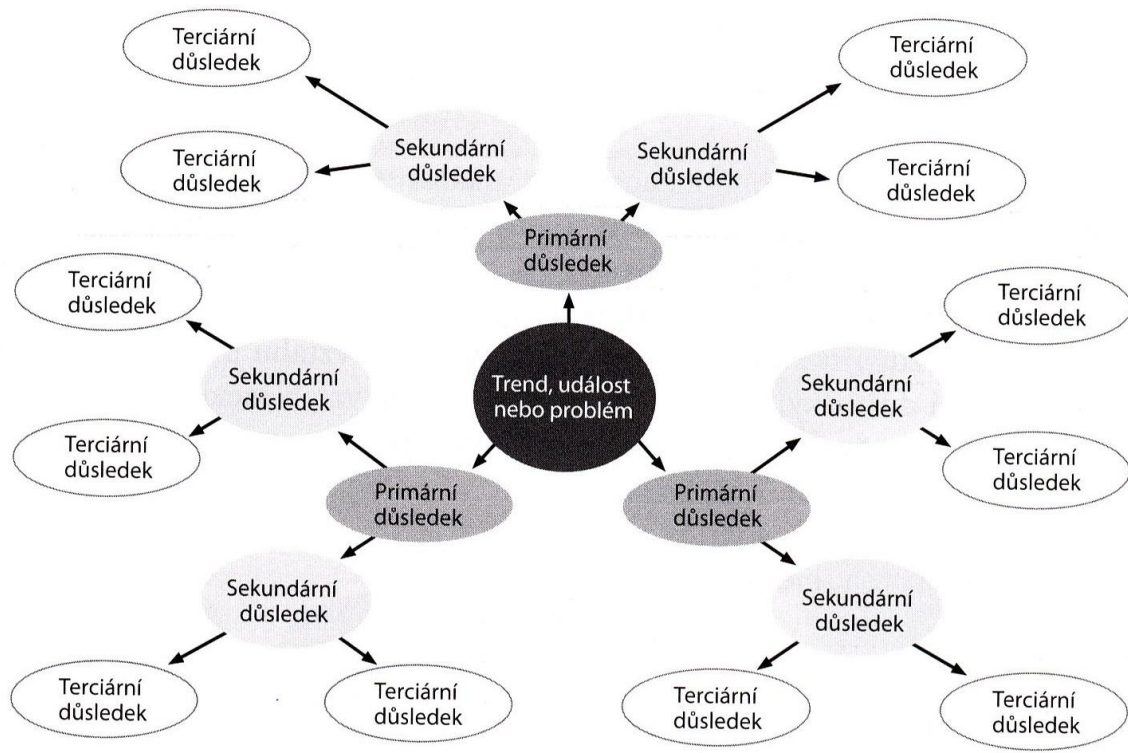 Terciární
důsledek
Terciární
důsledek
Sekundární
důsledek
Sekundární
důsledek
Terciární
důsledek
Terciární
důsledek
Primární
důsledek
Terciární
důsledek
Terciární
důsledek
Sekundární
důsledek
Trend, událost
nebo problém
Sekundární
důsledek
Terciární
důsledek
Terciární
důsledek
Primární
důsledek
Primární
důsledek
Sekundární
důsledek
Sekundární
důsledek
Terciární
důsledek
Terciární
důsledek
Terciární
důsledek
Terciární
důsledek